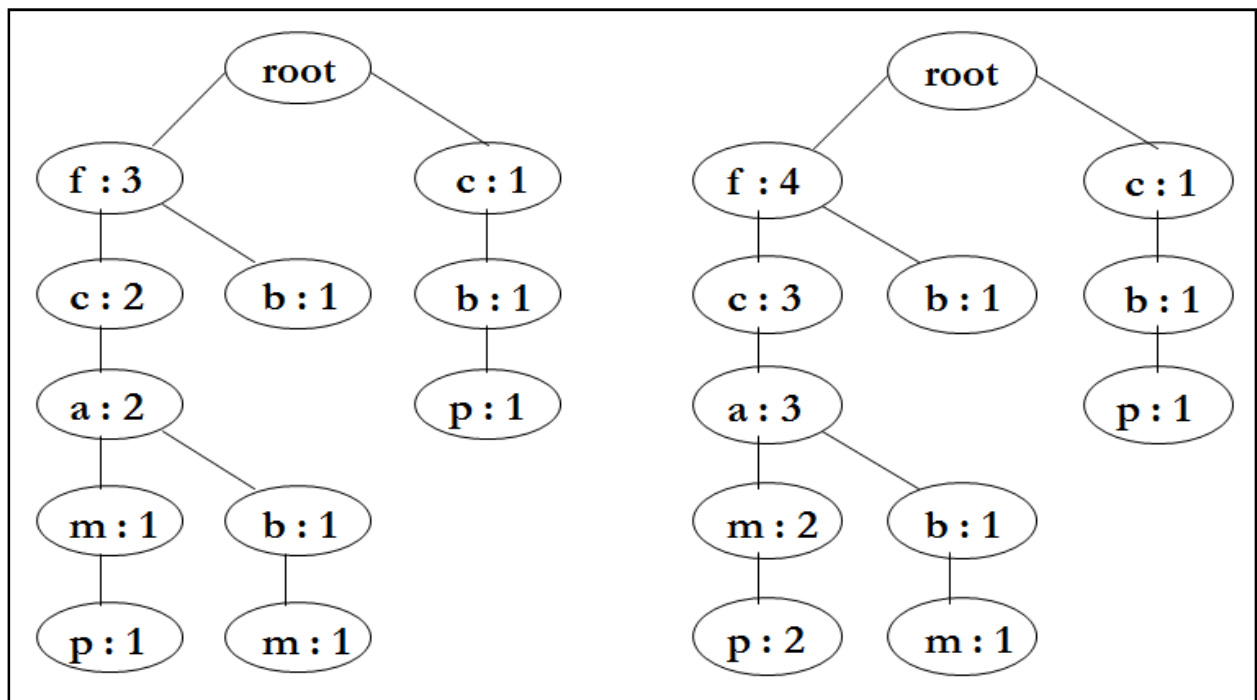 root
f : 3
c : 1
c : 2
b : 1
b : 1
a : 2
p : 1
m : 1
b : 1
p : 1
m : 1
root
f : 4
c : 1
c : 3
b : 1
b : 1
a : 3
p : 1
m : 2
b : 1
p : 2
m : 1